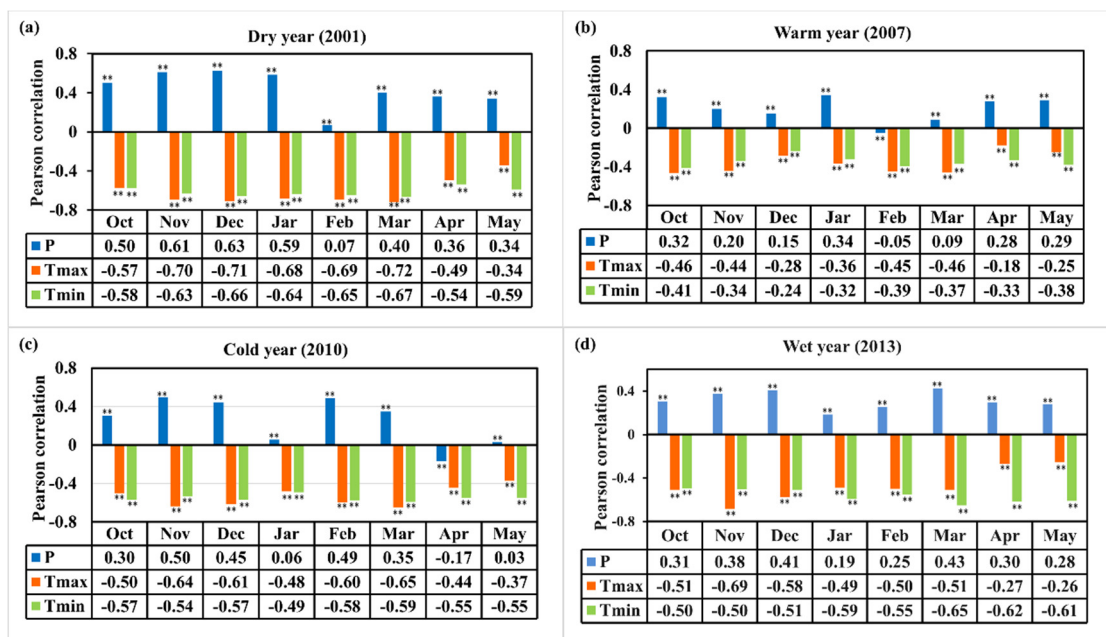 (a)
Dry year (2001)
Pearson correlation
0.8
0.4
0
-0.4
-0.8
** ** ** ** ** ** ** **
** ** ** ** ** ** ** ** ** ** ** ** ** ** ** **
Oct Nov Dec Jar Feb Mar Apr May
P 0.50 0.61 0.63 0.59 0.07 0.40 0.36 0.34
Tmax -0.57 -0.70 -0.71 -0.68 -0.69 -0.72 -0.49 -0.34
Tmin -0.58 -0.63 -0.66 -0.64 -0.65 -0.67 -0.54 -0.59
(b)
Warm year (2007)
Pearson correlation
0.8
0.4
0
-0.4
-0.8
** ** ** ** ** ** ** **
** ** ** ** ** ** ** ** ** ** ** ** ** ** ** **
Oct Nov Dec Jar Feb Mar Apr May
P 0.32 0.20 0.15 0.34 -0.05 0.09 0.28 0.29
Tmax -0.46 -0.44 -0.28 -0.36 -0.45 -0.46 -0.18 -0.25
Tmin -0.41 -0.34 -0.24 -0.32 -0.39 -0.37 -0.33 -0.38
(c)
Cold year (2010)
Pearson correlation
0.8
0.4
0
-0.4
-0.8
** ** ** ** ** ** ** **
** ** ** ** ** ** ** ** ** ** ** ** ** ** ** **
Oct Nov Dec Jar Feb Mar Apr May
P 0.30 0.50 0.45 0.06 0.49 0.35 -0.17 0.03
Tmax -0.50 -0.64 -0.61 -0.48 -0.60 -0.65 -0.44 -0.37
Tmin -0.57 -0.54 -0.57 -0.49 -0.58 -0.59 -0.55 -0.55
(d)
Wet year (2013)
Pearson correlation
0.4
0
-0.4
-0.8
** ** ** ** ** ** ** **
** ** ** ** ** ** ** ** ** ** ** ** ** ** ** **
Oct Nov Dec Jar Feb Mar Apr May
P 0.31 0.38 0.41 0.19 0.25 0.43 0.30 0.28
Tmax -0.51 -0.69 -0.58 -0.49 -0.50 -0.51 -0.27 -0.26
Tmin -0.50 -0.50 -0.51 -0.59 -0.55 -0.65 -0.62 -0.61